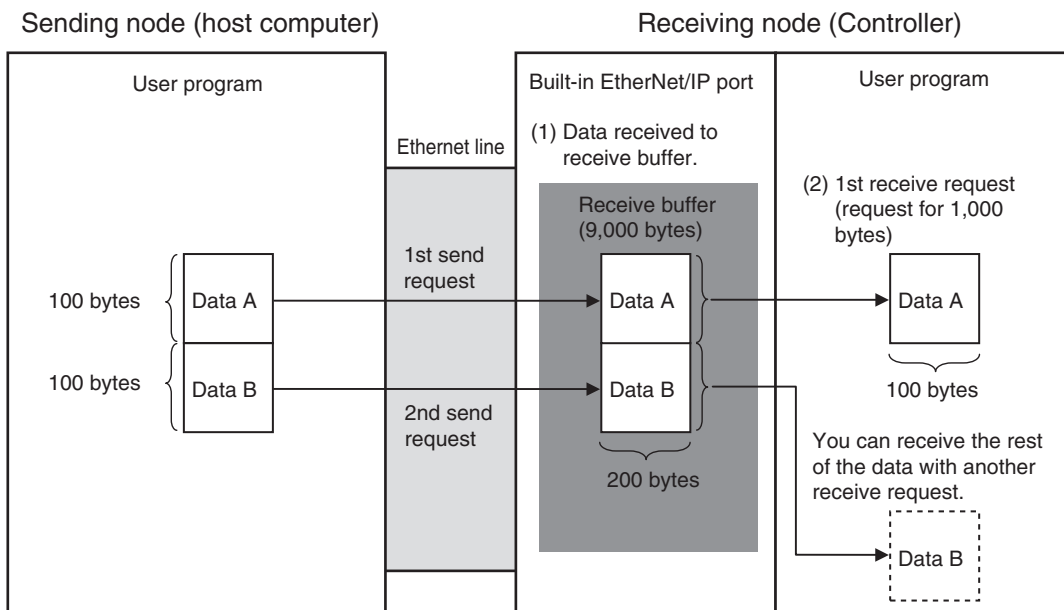 Sending node (host computer)
Receiving node (Controller)
User program
Ethernet line
Built-in EtherNet/IP port
User program
(1) Data received to
receive buffer.
Receive buffer
(9,000 bytes)
(2) 1st receive request
(request for 1,000
bytes)
1st send
request
100 bytes
Data A
Data A
Data A
100 bytes
100 bytes
Data B
Data B
2nd send
request
200 bytes
You can receive the rest
of the data with another
receive request.
Data B